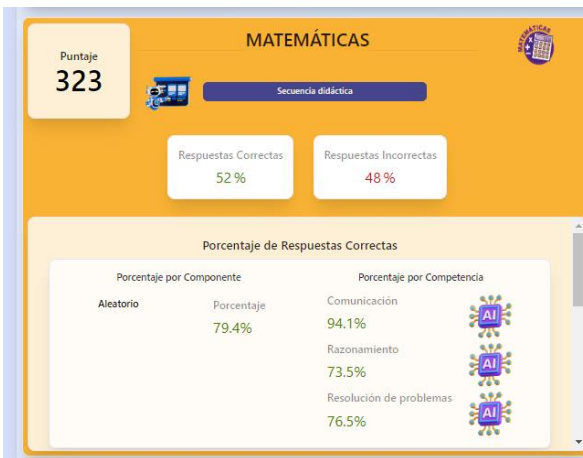 MATEMÁTICAS
MATEMÁTICAS
Puntaje
323
Secuencia didáctica
Respuestas Correctas
52 %
Respuestas Incorrectas
48 %
Porcentaje de Respuestas Correctas
Porcentaje por Componente
Aleatorio
Porcentaje
79.4%
Porcentaje por Competencia
Comunicación
94.1%
AI
Razonamiento
73.5%
AI
Resolución de problemas
76.5%
AI